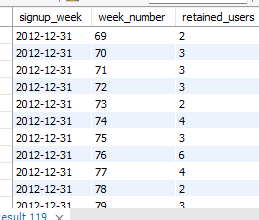 signup_week week_number retained_users
2012-12-31 69 2
2012-12-31 70 3
2012-12-31 71 3
2012-12-31 72 3
2012-12-31 73 2
2012-12-31 74 4
2012-12-31 75 3
2012-12-31 76 6
2012-12-31 77 4
2012-12-31 78 2
2012-12-31 79 3
esult 119